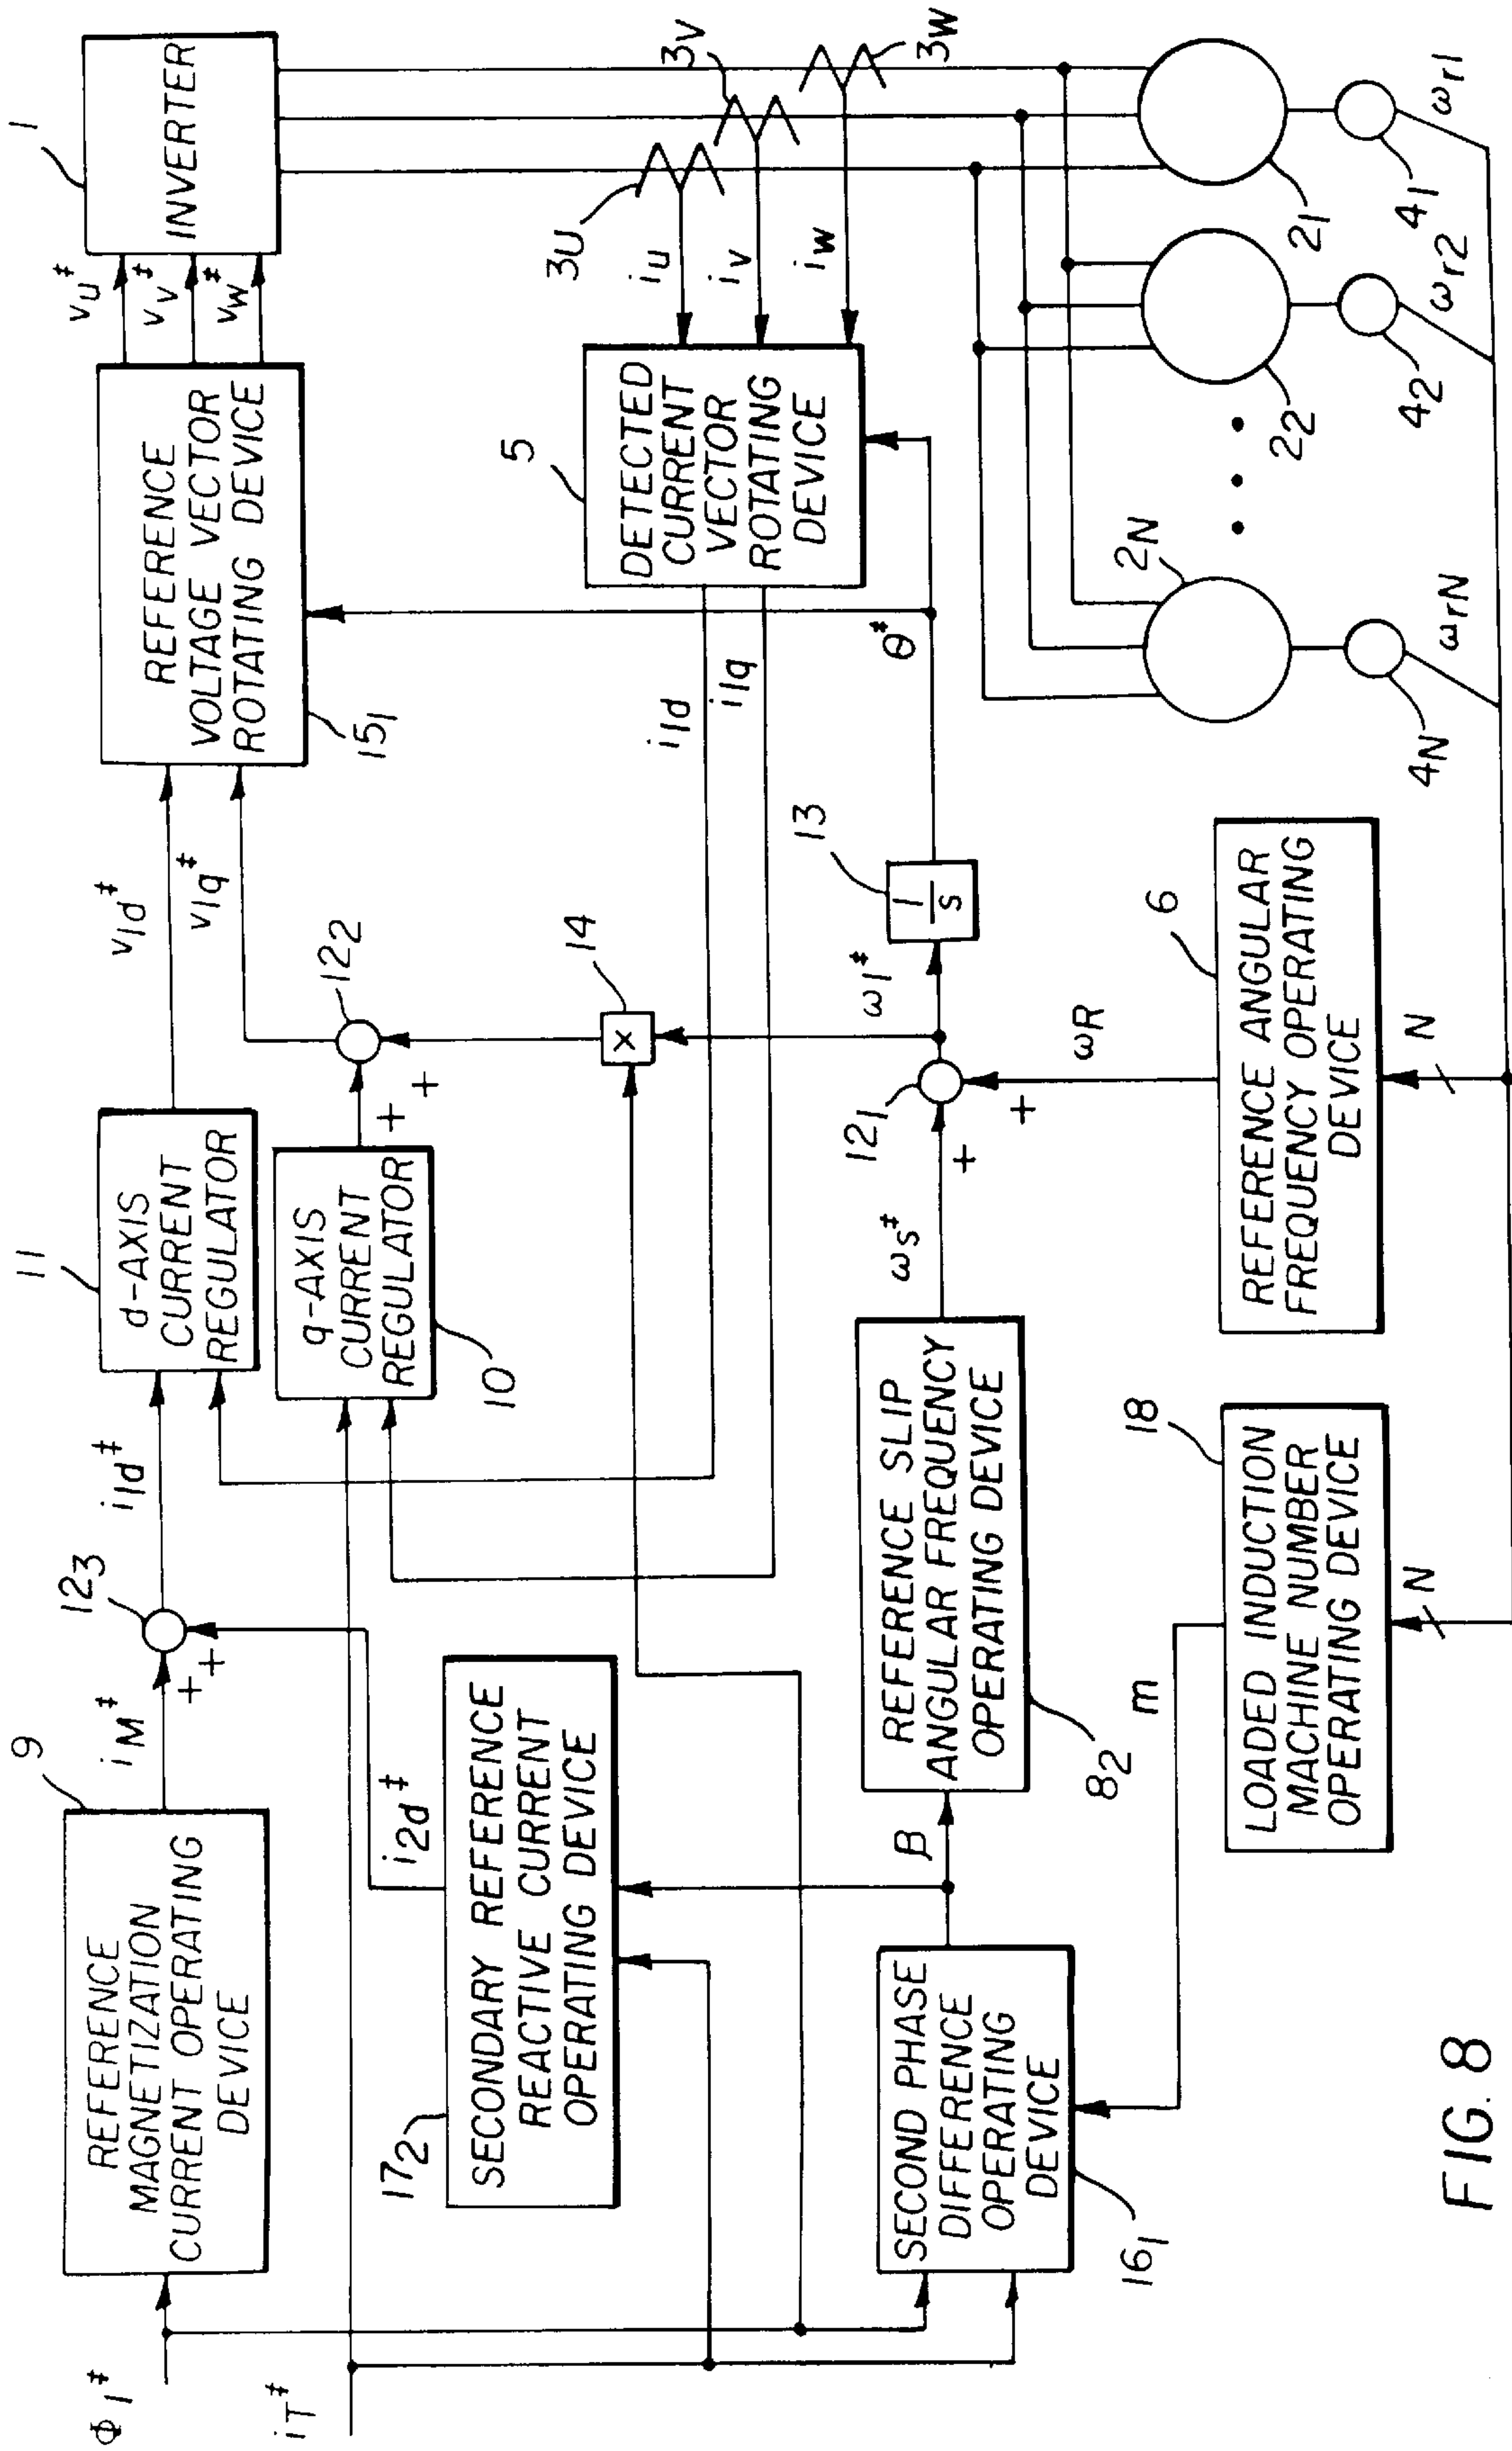 Φ1‡
iT‡
9
REFERENCE
MAGNETIZATION
CURRENT OPERATING
DEVICE
iM‡
+
+
123
i1d‡
11
d-AXIS
CURRENT
REGULATOR
v1d‡
v1q‡
REFERENCE
VOLTAGE VECTOR
ROTATING DEVICE
151
vu‡
vv‡
vw‡
1
INVERTER
q-AXIS
CURRENT
REGULATOR
10
+
+
122
172
SECONDARY REFERENCE
REACTIVE CURRENT
OPERATING DEVICE
i2d‡
14
X
i1d
i1q
5
DETECTED
CURRENT
VECTOR
ROTATING
DEVICE
3U
3V
3W
iu
iv
iw
SECOND PHASE
DIFFERENCE
OPERATING
DEVICE
161
β
REFERENCE SLIP
ANGULAR FREQUENCY
OPERATING DEVICE
82
ωs‡
+
+
121
ω1‡
ωR
13
1
s
θ‡
m
18
LOADED INDUCTION
MACHINE NUMBER
OPERATING DEVICE
N
6
REFERENCE ANGULAR
FREQUENCY OPERATING
DEVICE
N
2N
22
21
4N
42
41
ωrN
ωr2
ωr1
FIG. 8